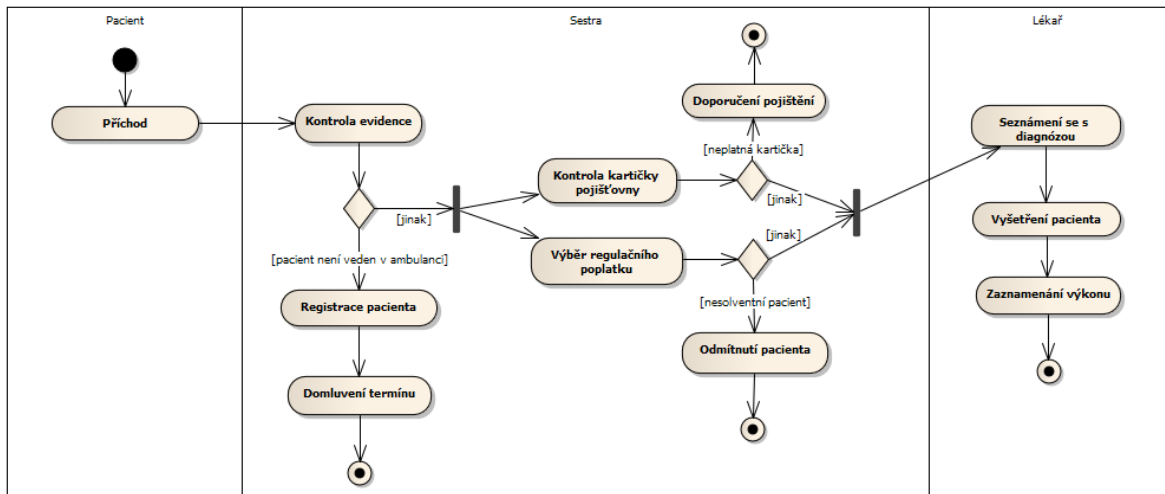 Pacient
Sestra
Lékař
Příchod
Kontrola evidence
[jinak]
[pacient není veden v ambulanci]
Registrace pacienta
Domluvení termínu
Kontrola kartičky
pojišťovny
Výběr regulačního
poplatku
Doporučení pojištění
[neplatná kartička]
[jinak]
[jinak]
[nesolventní pacient]
Odmítnutí pacienta
Seznámení se s
diagnózou
Vyšetření pacienta
Zaznamenání výkonu